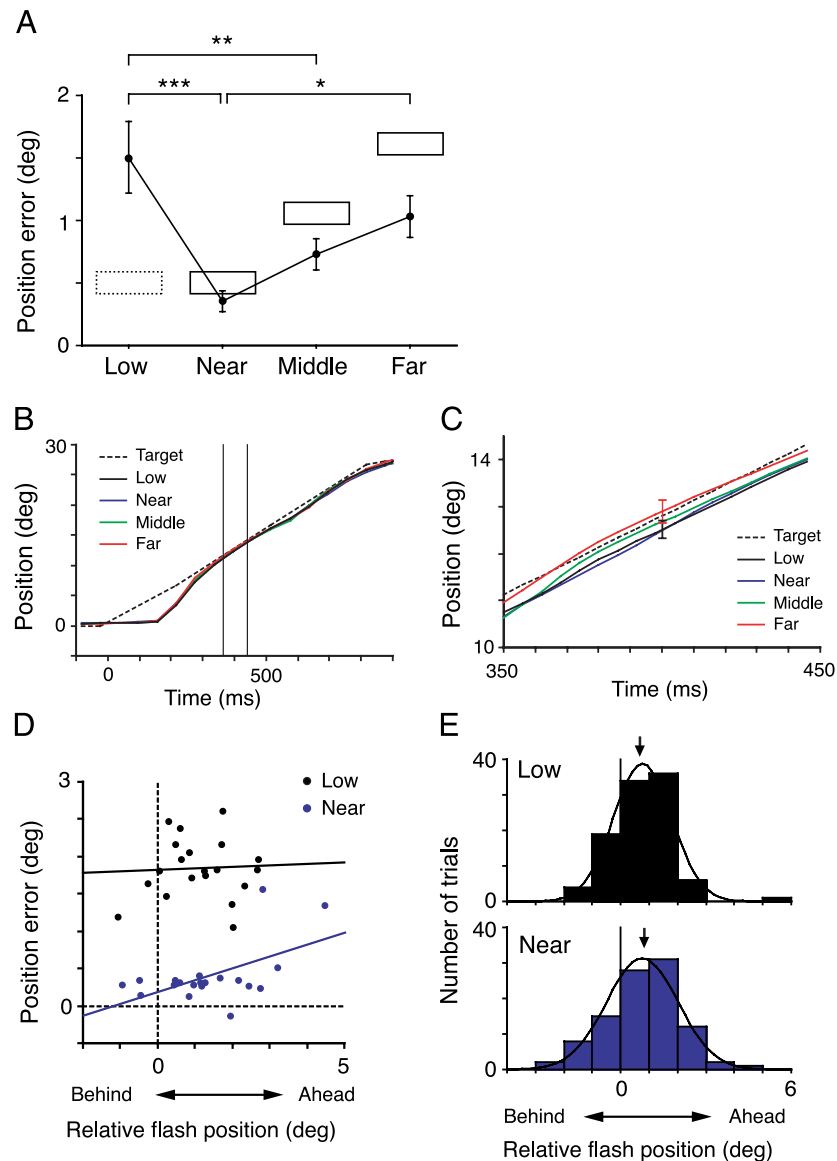 A
**
***
*
2
1
0
Position error (deg)
Low Near Middle Far
B
30
0
Position (deg)
Target
Low
Near
Middle
Far
0 500
Time (ms)
C
14
10
Position (deg)
Target
Low
Near
Middle
Far
350 450
Time (ms)
D
3
0
Position error (deg)
Low
Near
0 5
Behind Ahead
Relative flash position (deg)
E
40
0
Low
40
0
Near
Number of trials
0 6
Behind Ahead
Relative flash position (deg)